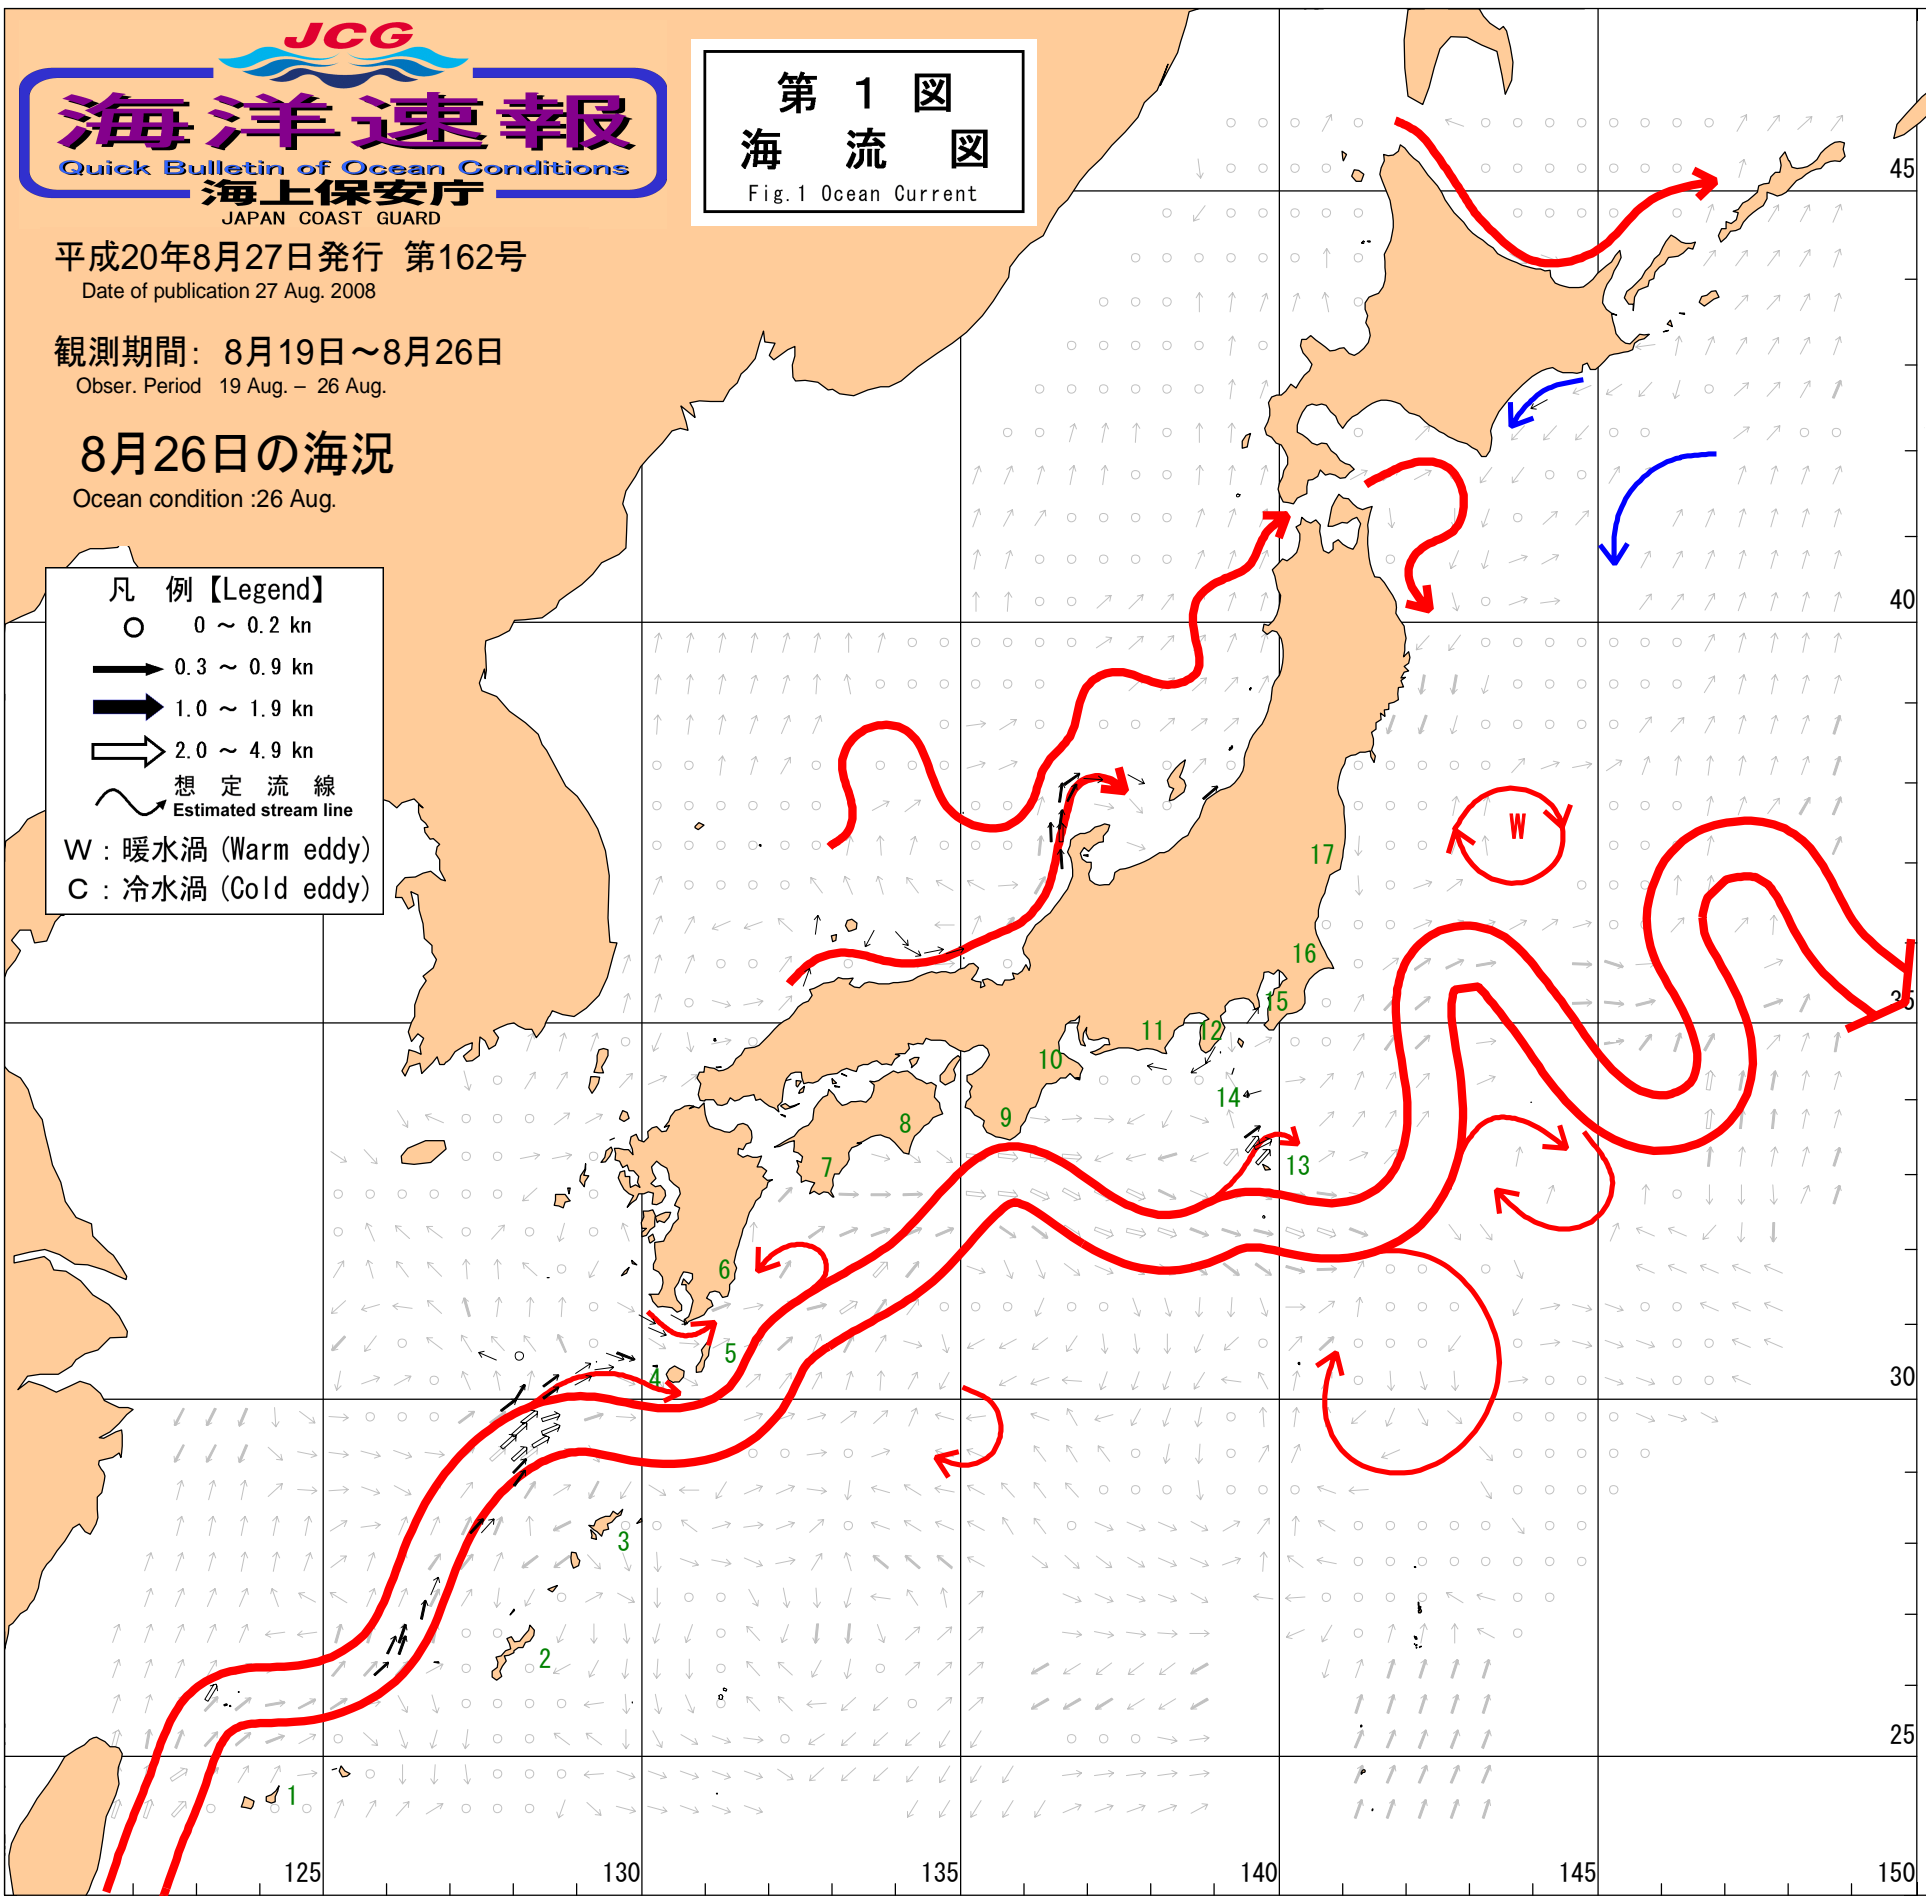 JCG
海洋速報
Quick Bulletin of Ocean Conditions
海上保安庁
JAPAN COAST GUARD
平成20年8月27日発行 第162号
Date of publication 27 Aug. 2008
観測期間: 8月19日～8月26日
Obser. Period 19 Aug. – 26 Aug.
8月26日の海況
Ocean condition :26 Aug.
第 1 図
海 流 図
Fig.1 Ocean Current
凡 例【Legend】
0 ～ 0.2 kn
0.3 ～ 0.9 kn
1.0 ～ 1.9 kn
2.0 ～ 4.9 kn
想 定 流 線
Estimated stream line
W : 暖水渦 (Warm eddy)
C : 冷水渦 (Cold eddy)
45
40
W
17
16
35
15
12
11
10
14
9
8
13
7
6
5
4
30
3
2
25
1
125
130
135
140
145
150